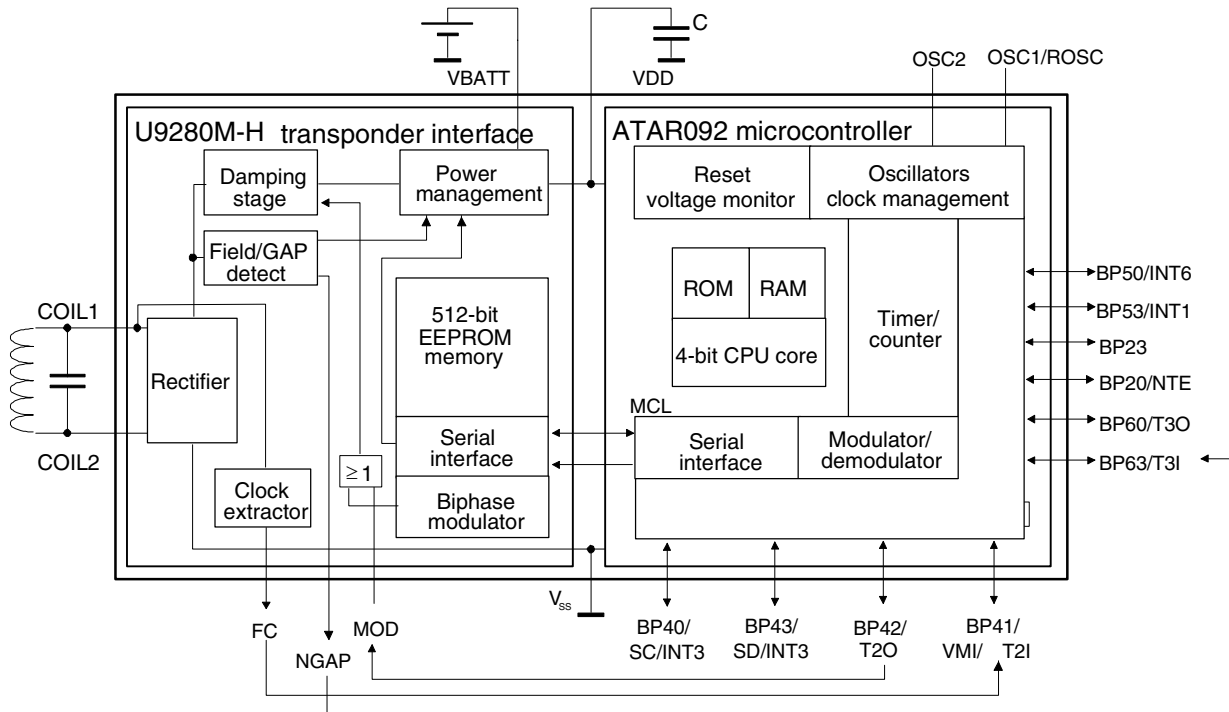 C
OSC2 OSC1/ROSC
VBATT VDD
U9280M-H transponder interface
ATAR092 microcontroller
Damping
stage
Power
management
Reset
voltage monitor
Oscillators
clock management
Field/GAP
detect
ROM RAM
4-bit CPU core
Timer/
counter
512-bit
EEPROM
memory
COIL1
Rectifier
COIL2
MCL
Serial
interface
Serial
interface
Modulator/
demodulator
≥1
Clock
extractor
Biphase
modulator
BP50/INT6
BP53/INT1
BP23
BP20/NTE
BP60/T3O
BP63/T3I
VSS
FC
NGAP
MOD
BP40/
SC/INT3
BP43/
SD/INT3
BP42/
T2O
BP41/
VMI/ T2I